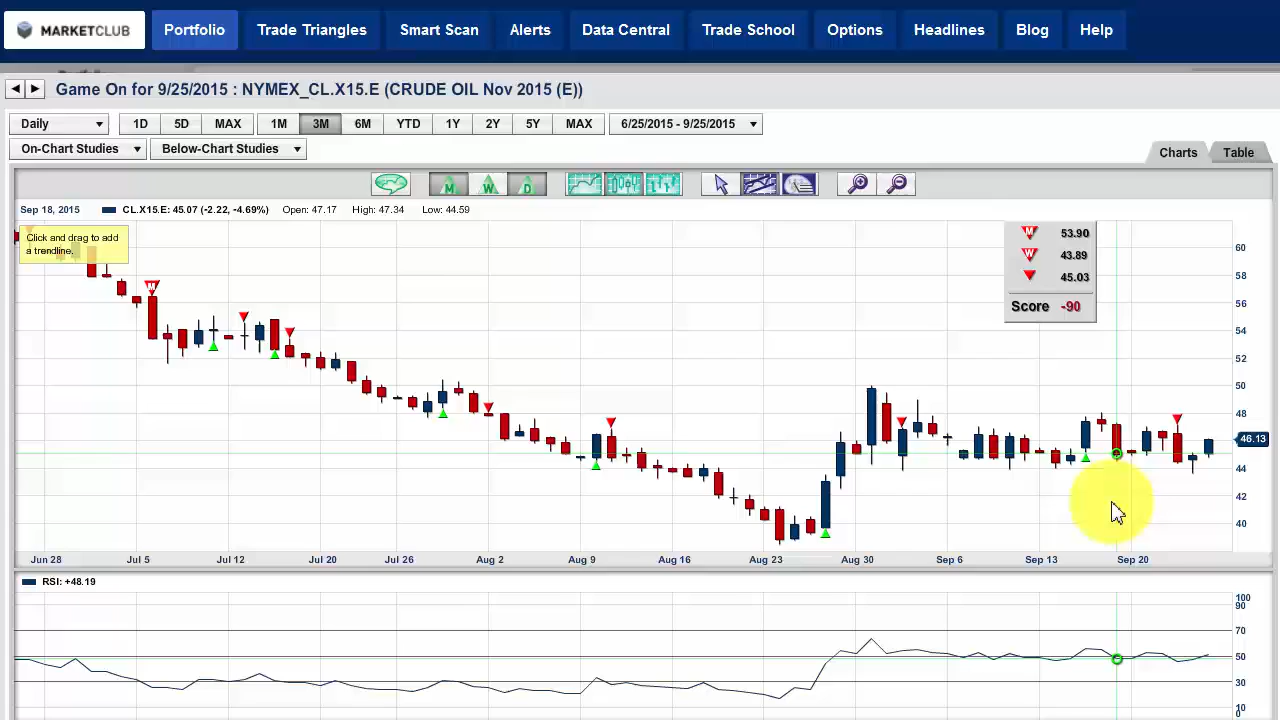 MARKETCLUB Portfolio Trade Triangles Smart Scan Alerts Data Central Trade School Options Headlines Blog Help
Game On for 9/25/2015 : NYMEX_CL.X15.E (CRUDE OIL Nov 2015 (E))
Daily 1D 5D MAX 1M 3M 6M YTD 1Y 2Y 5Y MAX 6/25/2015 - 9/25/2015
On-Chart Studies Below-Chart Studies
Charts Table
M W D
Sep 18, 2015 CL.X15.E: 45.07 (-2.22, -4.69%) Open: 47.17 High: 47.34 Low: 44.59
Click and drag to add
a trendline.
M 53.90
W 43.89
45.03
Score -90
M
60
58
56
54
52
50
48
46.13
44
42
40
Jun 28 Jul 5 Jul 12 Jul 20 Jul 26 Aug 2 Aug 9 Aug 16 Aug 23 Aug 30 Sep 6 Sep 13 Sep 20
RSI: +48.19
100
90
70
50
30
10
0